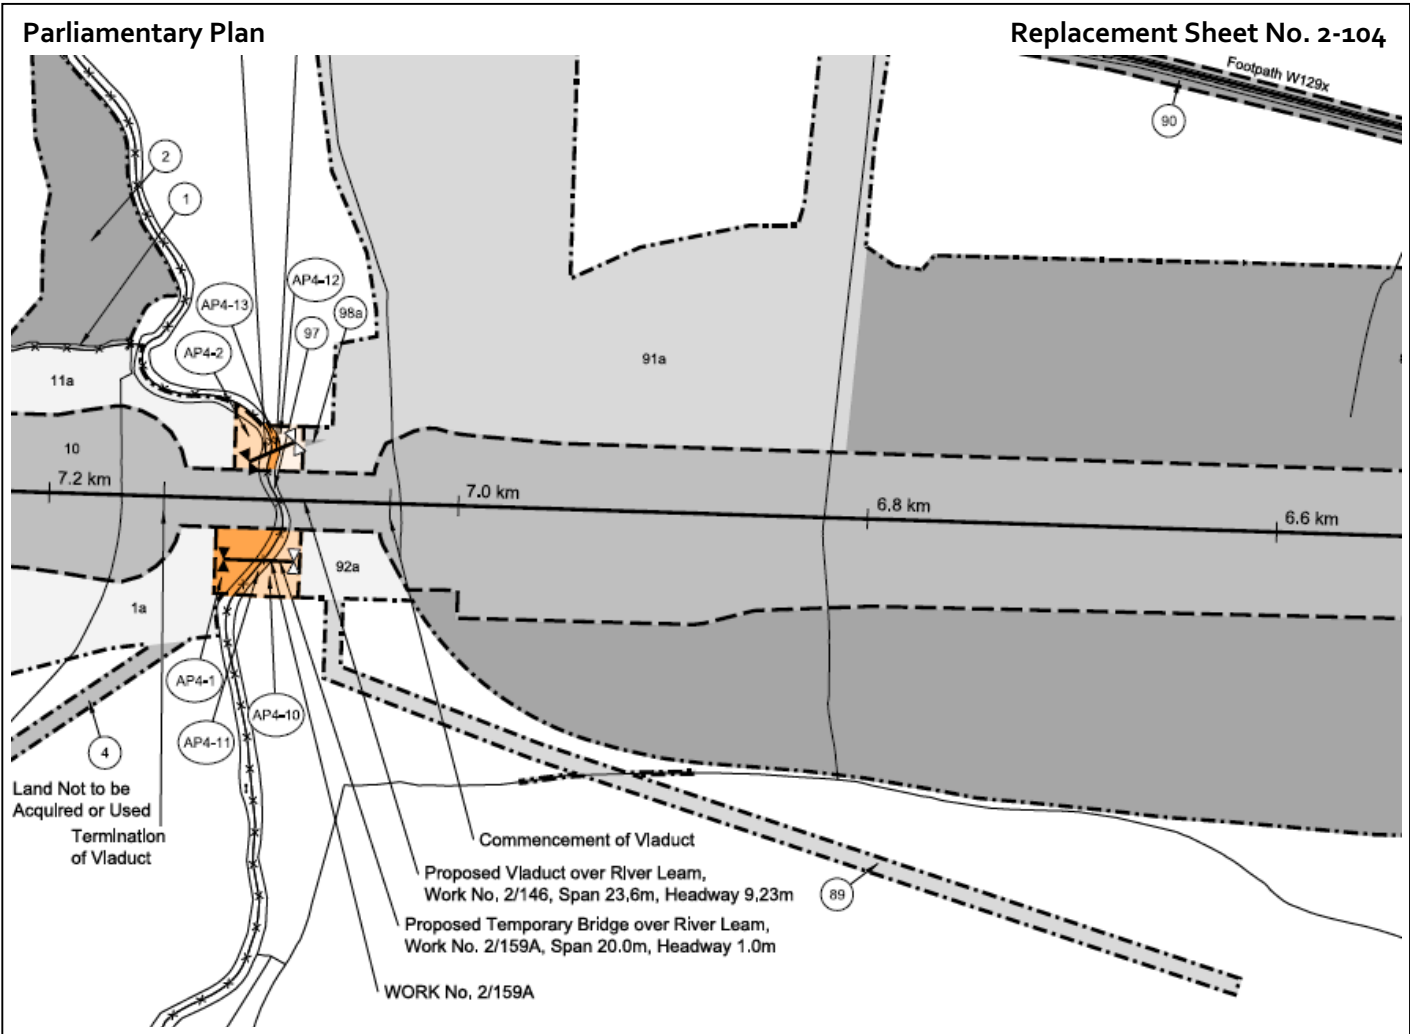 Parliamentary Plan
Replacement Sheet No. 2-104
Footpath W129x
90
2
1
AP4-12
AP4-13
98a
97
AP4-2
91a
11a
10
7.2 km
7.0 km
6.8 km
6.6 km
92a
1a
AP4-1
AP4-10
AP4-11
4
Land Not to be
Acquired or Used
Termination
of Viaduct
Commencement of Viaduct
Proposed Viaduct over River Leam,
Work No. 2/146, Span 23.6m, Headway 9.23m
89
Proposed Temporary Bridge over River Leam,
Work No. 2/159A, Span 20.0m, Headway 1.0m
WORK No. 2/159A